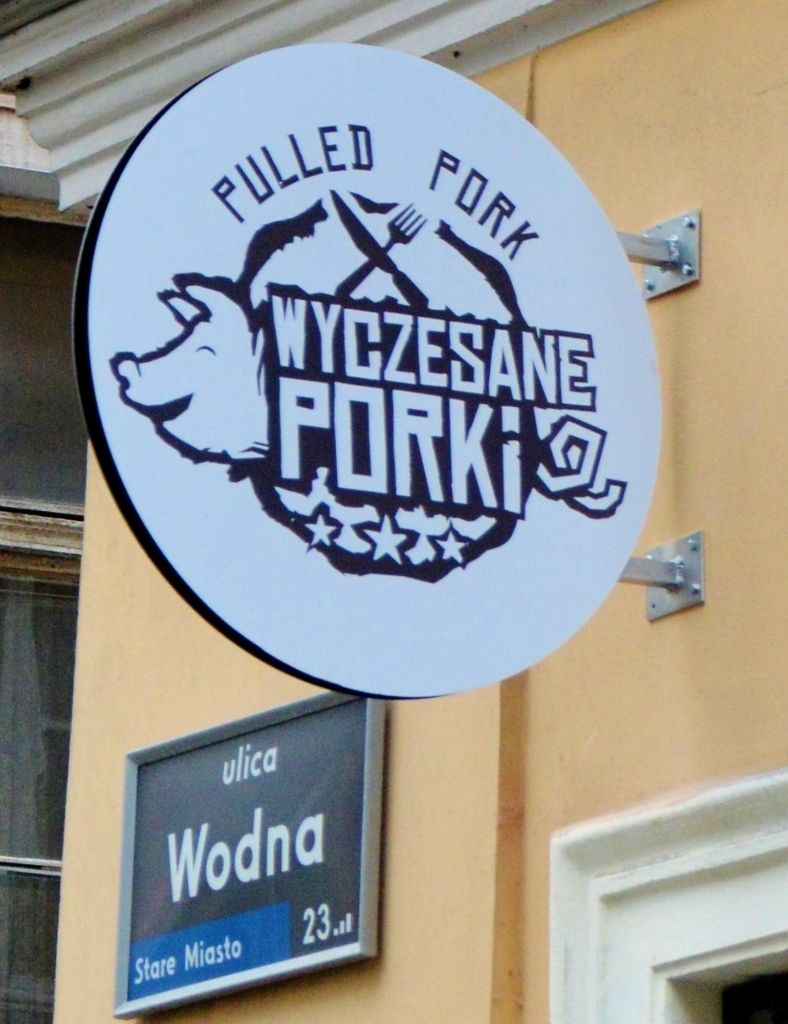 PULLED PORK
WYCZESANE
PORKi
ulica
Wodna
23
Stare Miasto